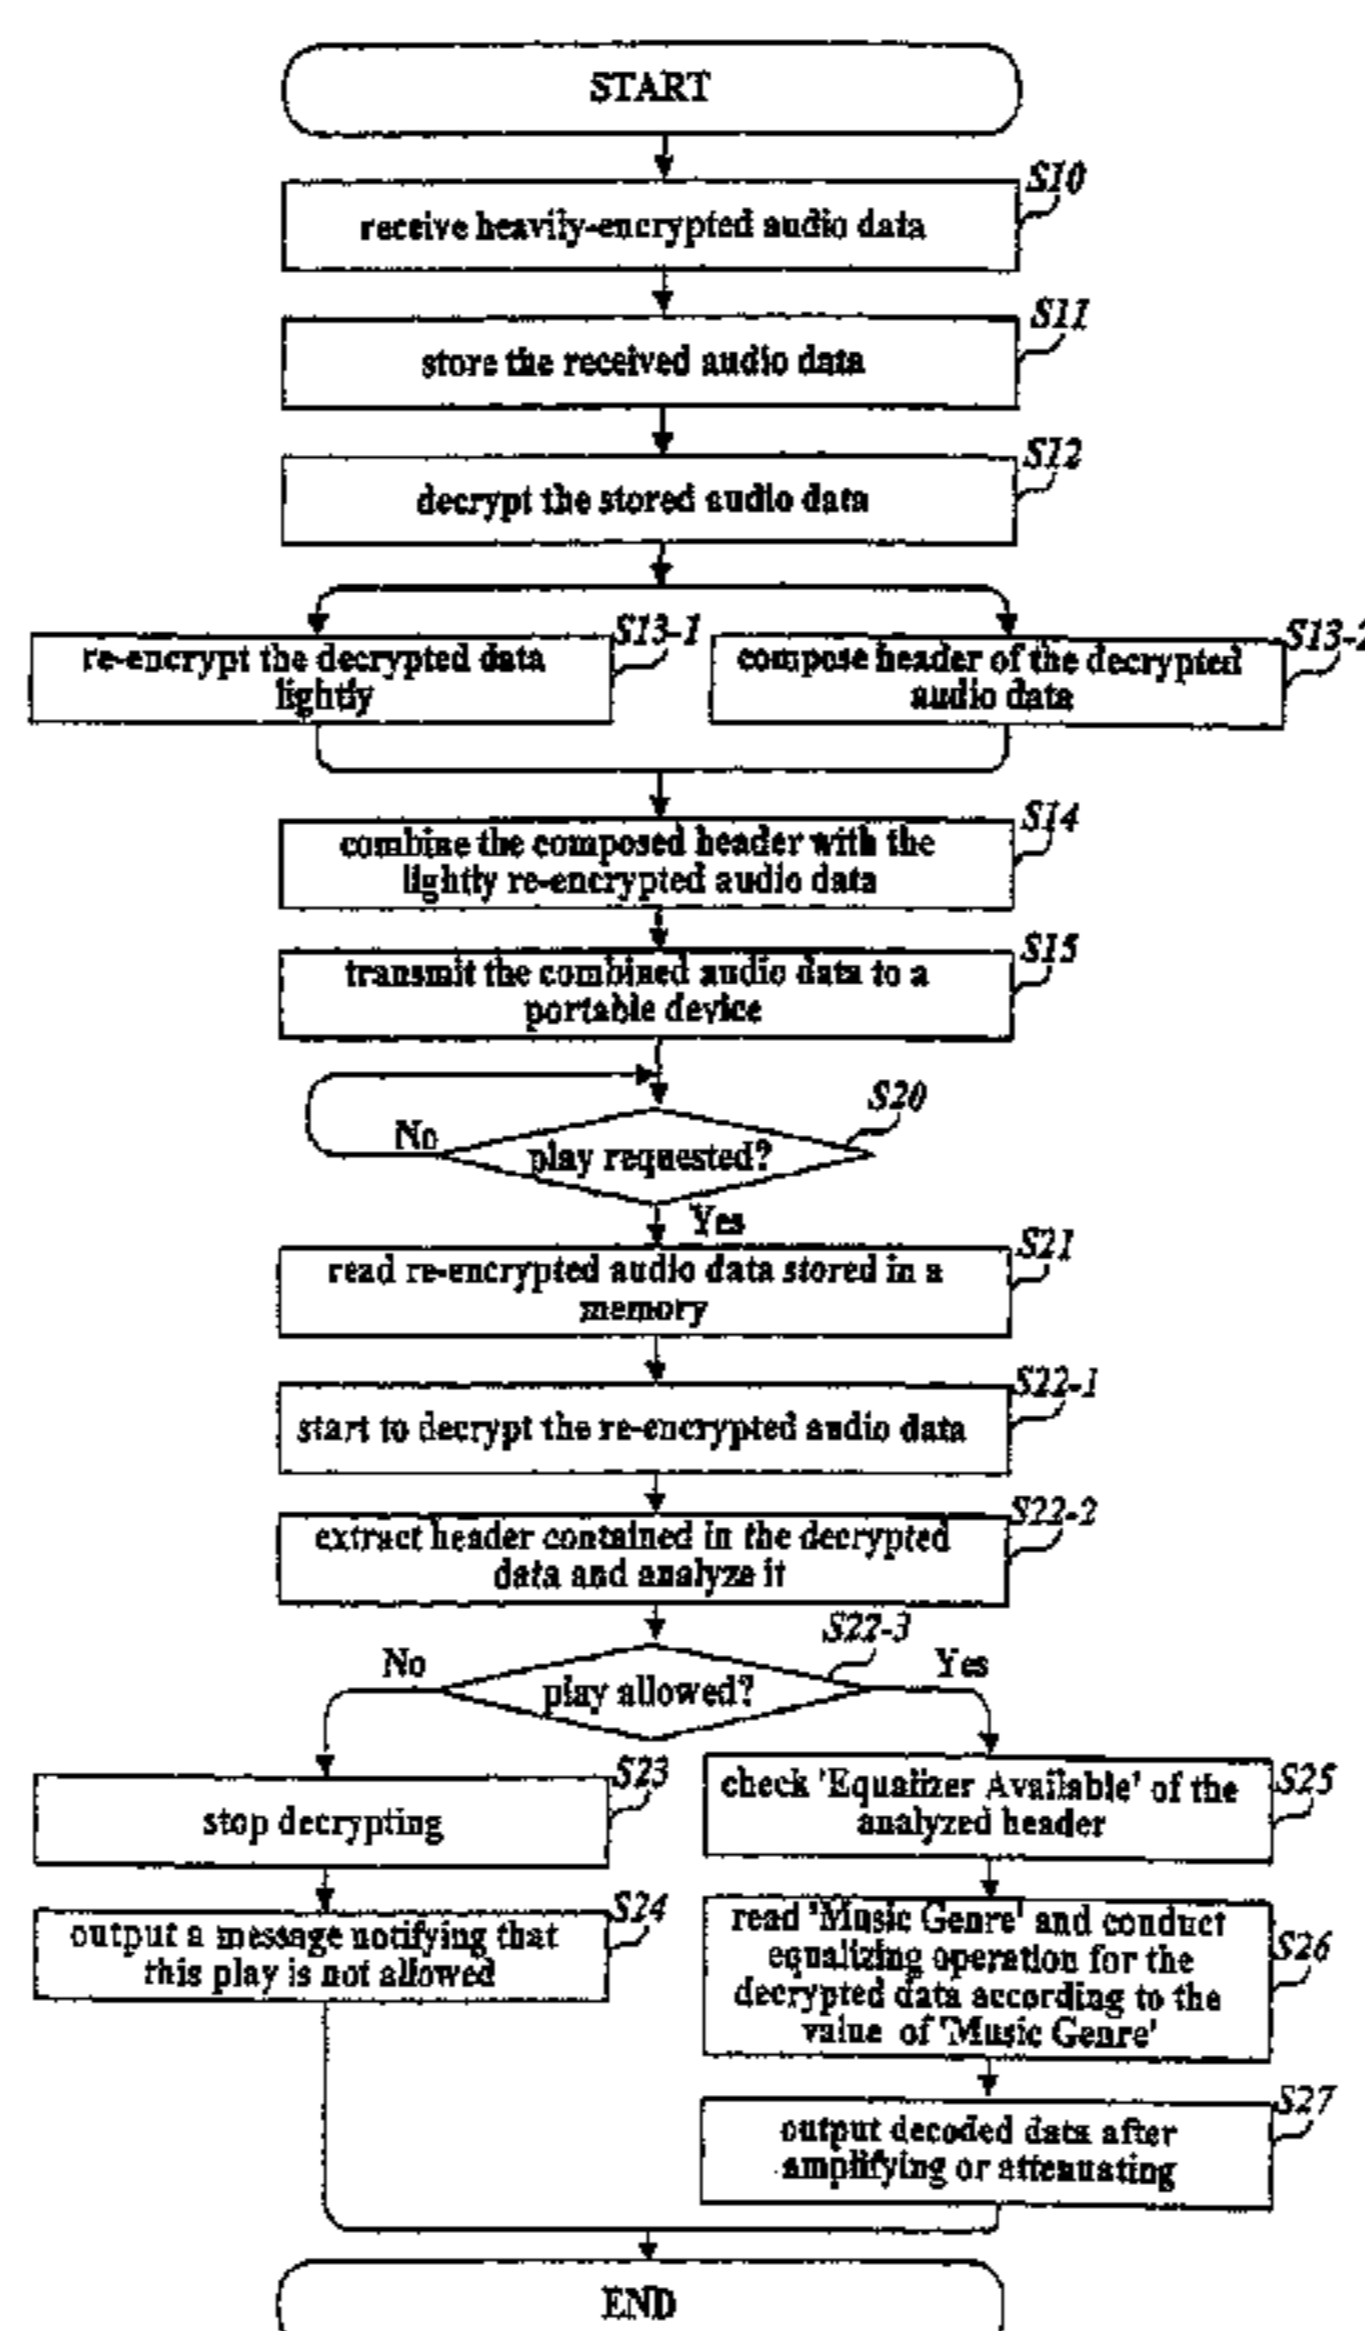 START
S10
receive heavily-encrypted audio data
S11
store the received audio data
S12
decrypt the stored audio data
S13-1
re-encrypt the decrypted data
lightly
S13-2
compose header of the decrypted
audio data
S14
combine the composed header with the
lightly re-encrypted audio data
S15
transmit the combined audio data to a
portable device
S20
No
play requested?
Yes
S21
read re-encrypted audio data stored in a
memory
S22-1
start to decrypt the re-encrypted audio data
S22-2
extract header contained in the decrypted
data and analyze it
S22-3
No
play allowed?
Yes
S23
stop decrypting
S24
output a message notifying that
this play is not allowed
S25
check 'Equalizer Available' of the
analyzed header
S26
read 'Music Genre' and conduct
equalizing operation for the
decrypted data according to the
value of 'Music Genre'
S27
output decoded data after
amplifying or attenuating
END